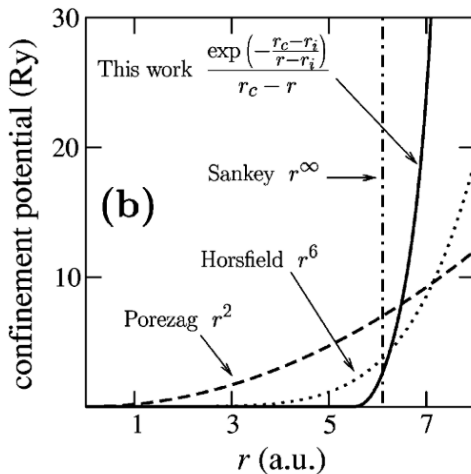 confinement potential (Ry)
30
20
10
(b)
This work exp(-(r_c-r_i)/(r-r_i))/(r_c-r)
Sankey r^∞
Horsfield r^6
Porezag r^2
1 3 5 7
r (a.u.)